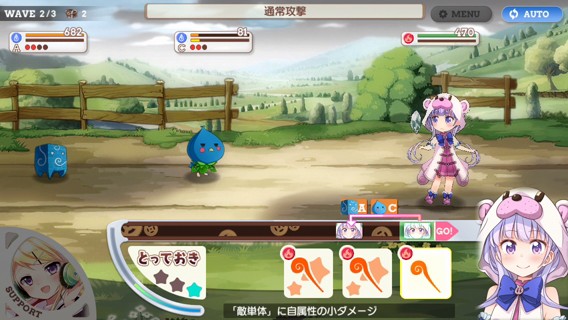 WAVE 2/3 2
通常攻撃
MENU
AUTO
682
A
81
C
470
A C
GO!
とっておき
SUPPORT
「敵単体」に自属性の小ダメージ